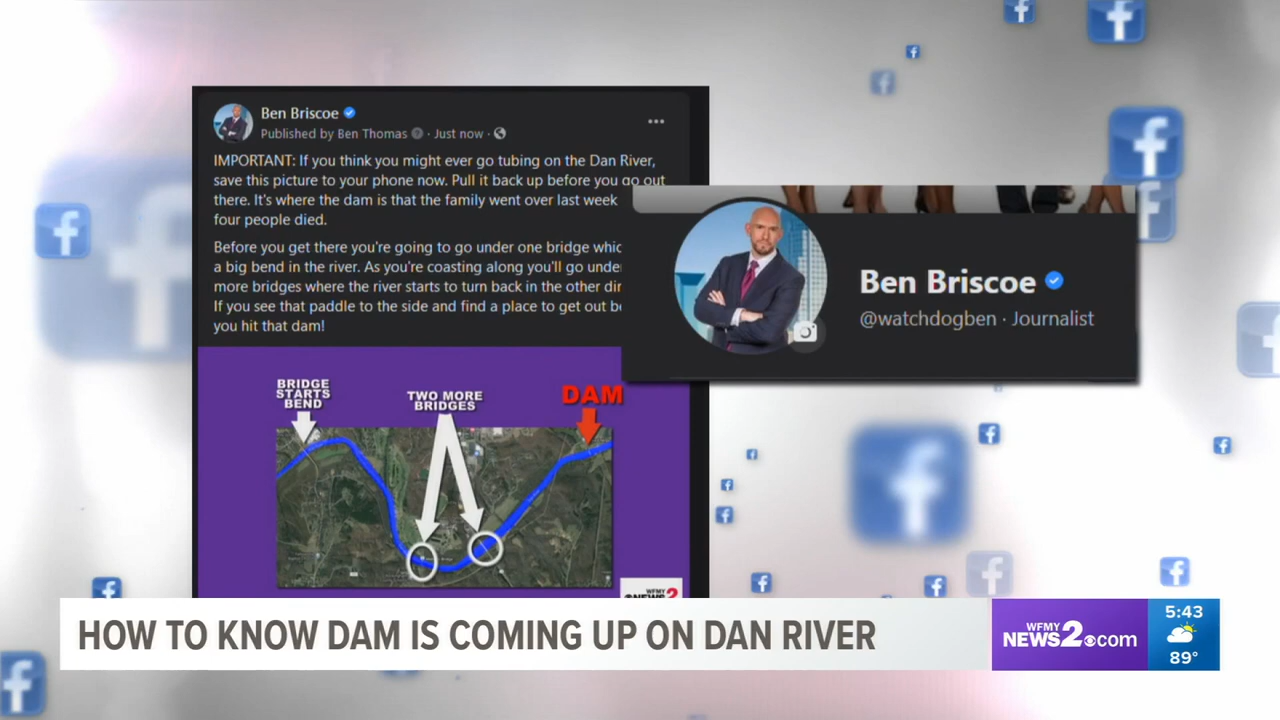 Ben Briscoe
Published by Ben Thomas · Just now ·
IMPORTANT: If you think you might ever go tubing on the Dan River,
save this picture to your phone now. Pull it back up before you go out
there. It's where the dam is that the family went over last week
four people died.
Before you get there you're going to go under one bridge
a big bend in the river. As you're coasting along you'll go
more bridges where the river starts to turn back in the other
If you see that paddle to the side and find a place to get out
you hit that dam!
Ben Briscoe
@watchdogben · Journalist
BRIDGE
STARTS
BEND
TWO MORE
BRIDGES
DAM
WFMY
NEWS 2
HOW TO KNOW DAM IS COMING UP ON DAN RIVER
WFMY
NEWS2.com
5:43
89°